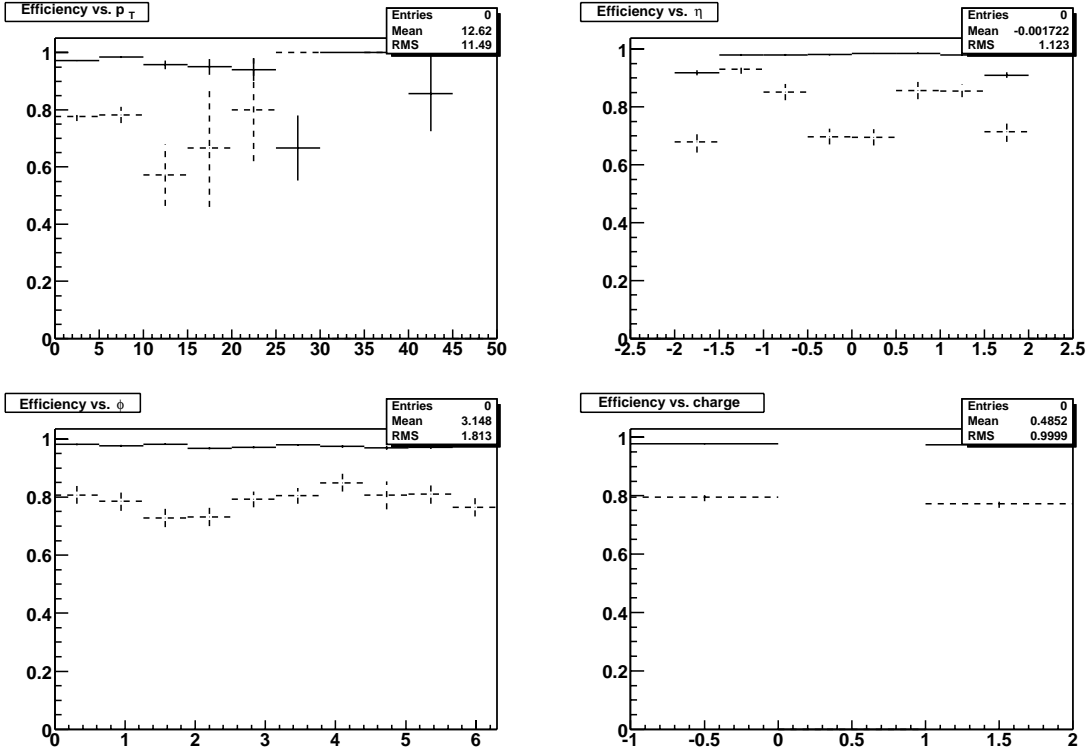 Efficiency vs. p T
Entries 0
Mean 12.62
RMS 11.49
1
0.8
0.6
0.4
0.2
0
0 5 10 15 20 25 30 35 40 45 50
Efficiency vs. η
Entries 0
Mean -0.001722
RMS 1.123
1
0.8
0.6
0.4
0.2
0
-2.5 -2 -1.5 -1 -0.5 0 0.5 1 1.5 2 2.5
Efficiency vs. ϕ
Entries 0
Mean 3.148
RMS 1.813
1
0.8
0.6
0.4
0.2
0
0 1 2 3 4 5 6
Efficiency vs. charge
Entries 0
Mean 0.4852
RMS 0.9999
1
0.8
0.6
0.4
0.2
0
-1 -0.5 0 0.5 1 1.5 2